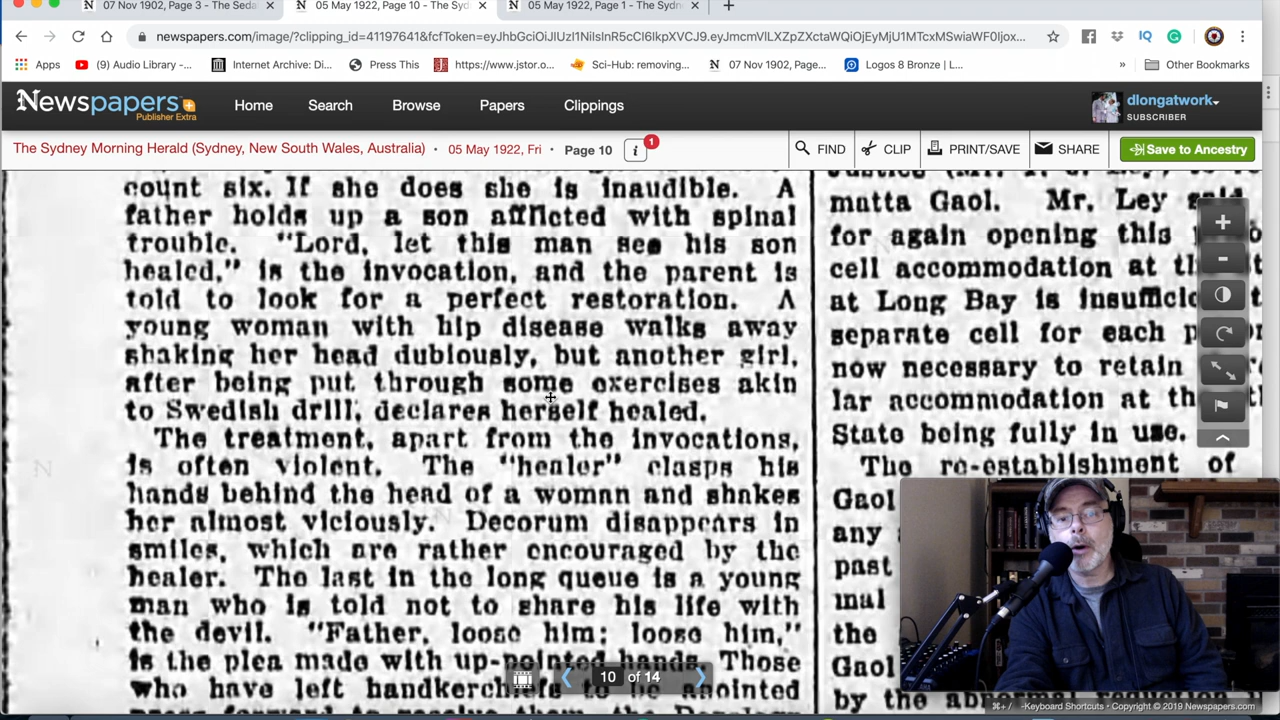 07 Nov 1902, Page 3 - The Seda
05 May 1922, Page 10 - The Syd
05 May 1922, Page 1 - The Sydn
newspapers.com/image/?clipping_id=41197641&fcfToken=
Apps
(9) Audio Library -...
Internet Archive: Di...
Press This
https://www.jstor.o...
Sci-Hub: removing...
07 Nov 1902, Page...
Logos 8 Bronze | L...
»
Other Bookmarks
Newspapers
Publisher Extra
Home
Search
Browse
Papers
Clippings
dlongatwork
SUBSCRIBER
The Sydney Morning Herald (Sydney, New South Wales, Australia) • 05 May 1922, Fri • Page 10
1
FIND
CLIP
PRINT/SAVE
SHARE
Save to Ancestry
count six. If she does she is inaudible. A
father holds up a son afflicted with spinal
trouble. "Lord, let this man see his son
healed," is the invocation, and the parent is
told to look for a perfect restoration. A
young woman with hip disease walks away
shaking her head dubiously, but another girl,
after being put through some exercises akin
to Swedish drill, declares herself healed.
The treatment, apart from the invocations,
is often violent. The "healer" clasps his
hands behind the head of a woman and shakes
her almost viciously. Decorum disappears in
smiles, which are rather encouraged by the
healer. The last in the long queue is a young
man who is told not to share his life with
the devil. "Father, loose him; loose him,"
is the plea made with up-pointed hands. Those
who have left handkerchiefs to be anointed
matta Gaol. Mr. Ley said
for again opening this
cell accommodation at
at Long Bay is insufficient
separate cell for each
now necessary to retain
lar accommodation at the
State being fully in use.
The re-establishment of
Gaol
any
past
mal
the
Gaol
by the abnormal reduction
10 of 14
⌘+ / -Keyboard Shortcuts • Copyright © 2019 Newspapers.com